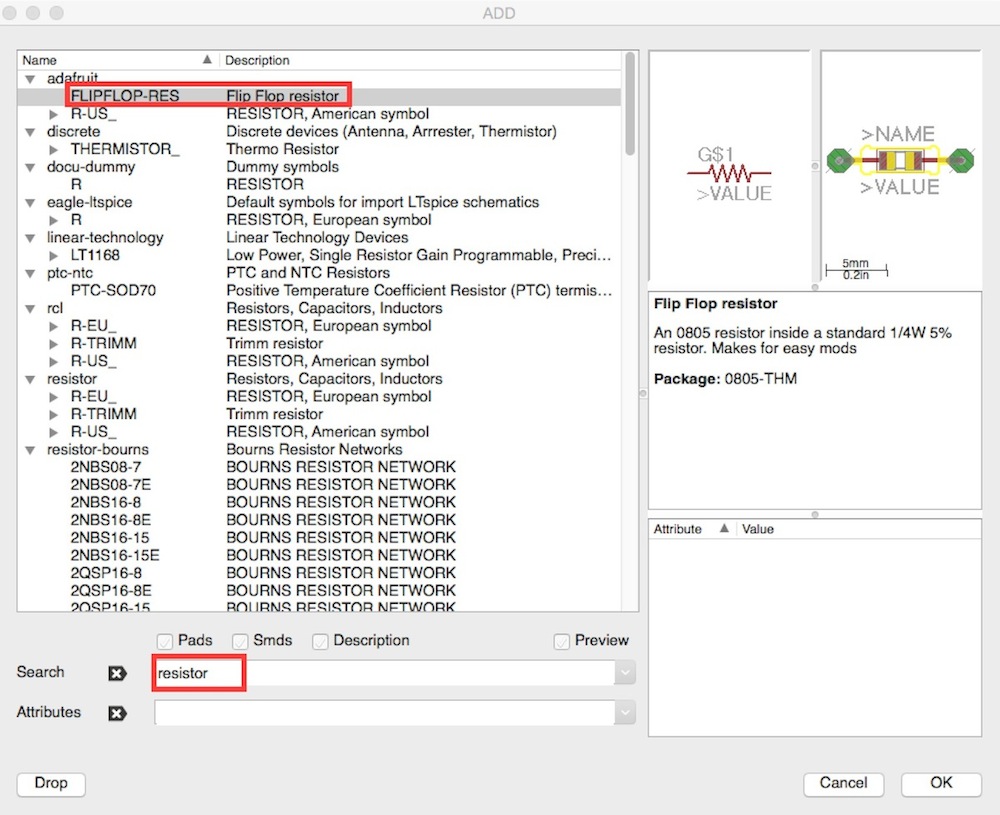 ADD
Name Description
adafruit
FLIPFLOP-RES Flip Flop resistor
R-US_ RESISTOR, American symbol
discrete Discrete devices (Antenna, Arrrester, Thermistor)
THERMISTOR_ Thermo Resistor
docu-dummy Dummy symbols
R RESISTOR
eagle-ltspice Default symbols for import LTspice schematics
R RESISTOR, European symbol
linear-technology Linear Technology Devices
LT1168 Low Power, Single Resistor Gain Programmable, Preci...
ptc-ntc PTC and NTC Resistors
PTC-SOD70 Positive Temperature Coefficient Resistor (PTC) termis...
rcl Resistors, Capacitors, Inductors
R-EU_ RESISTOR, European symbol
R-TRIMM Trimm resistor
R-US_ RESISTOR, American symbol
resistor Resistors, Capacitors, Inductors
R-EU_ RESISTOR, European symbol
R-TRIMM Trimm resistor
R-US_ RESISTOR, American symbol
resistor-bourns Bourns Resistor Networks
2NBS08-7 BOURNS RESISTOR NETWORK
2NBS08-7E BOURNS RESISTOR NETWORK
2NBS16-8 BOURNS RESISTOR NETWORK
2NBS16-8E BOURNS RESISTOR NETWORK
2NBS16-15 BOURNS RESISTOR NETWORK
2NBS16-15E BOURNS RESISTOR NETWORK
2QSP16-8 BOURNS RESISTOR NETWORK
2QSP16-8E BOURNS RESISTOR NETWORK
2QSP16-15 BOURNS RESISTOR NETWORK
G$1
>VALUE
>NAME
>VALUE
5mm
0.2in
Flip Flop resistor
An 0805 resistor inside a standard 1/4W 5%
resistor. Makes for easy mods
Package: 0805-THM
Attribute Value
Pads Smds Description Preview
Search resistor
Attributes
Drop Cancel OK